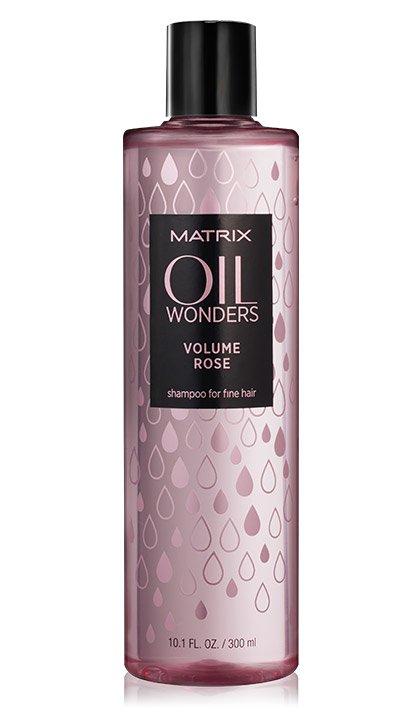 MATRIX
OIL
WONDERS
VOLUME
ROSE
shampoo for fine hair
10.1 FL. OZ. / 300 ml